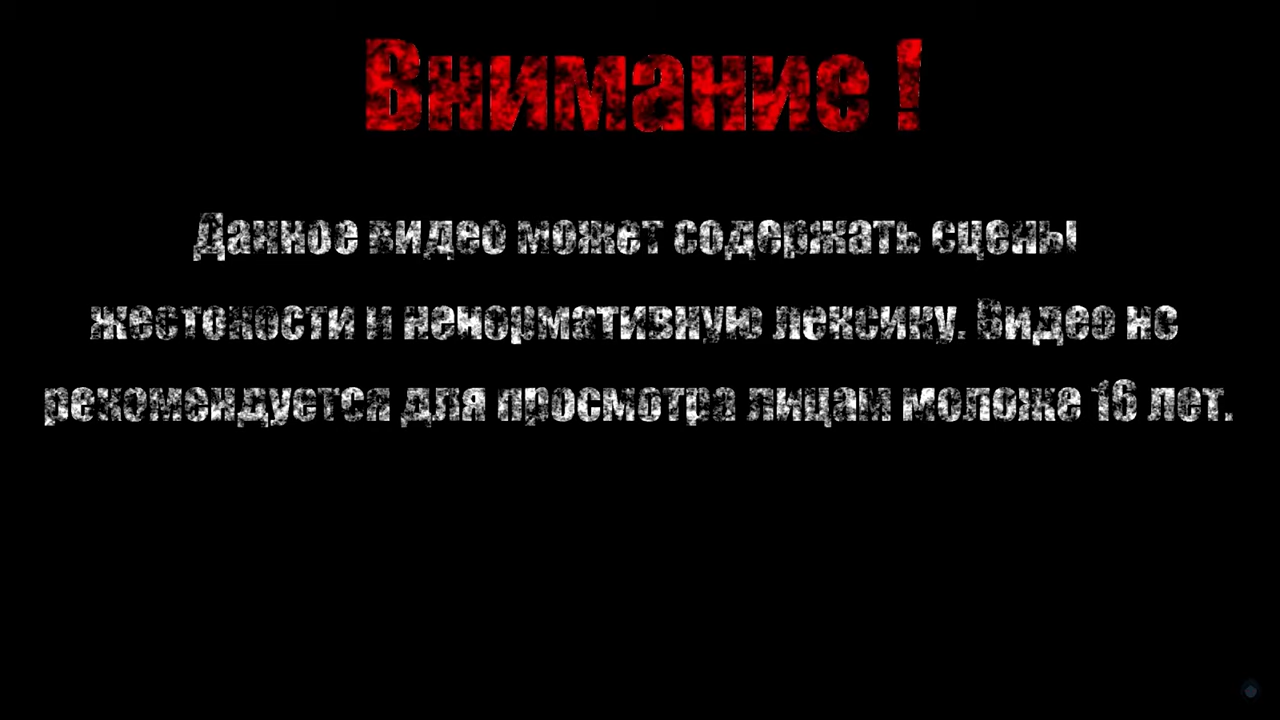 Внимание !
Данное видео может содержать сцены
жестокости и ненормативную лексику. Видео не
рекомендуется для просмотра лицам моложе 16 лет.